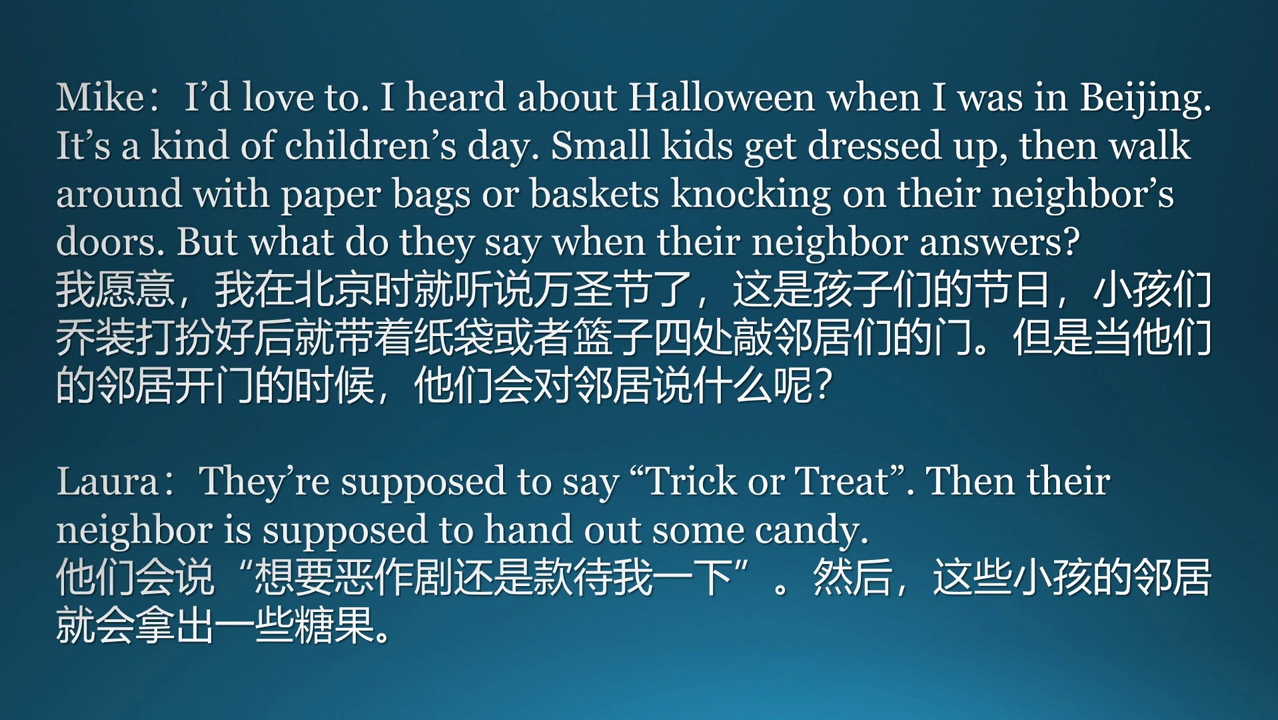 Mike：I’d love to. I heard about Halloween when I was in Beijing.
It’s a kind of children’s day. Small kids get dressed up, then walk
around with paper bags or baskets knocking on their neighbor’s
doors. But what do they say when their neighbor answers?
我愿意，我在北京时就听说万圣节了，这是孩子们的节日，小孩们
乔装打扮好后就带着纸袋或者篮子四处敲邻居们的门。但是当他们
的邻居开门的时候，他们会对邻居说什么呢？
Laura：They’re supposed to say “Trick or Treat”. Then their
neighbor is supposed to hand out some candy.
他们会说“想要恶作剧还是款待我一下”。然后，这些小孩的邻居
就会拿出一些糖果。